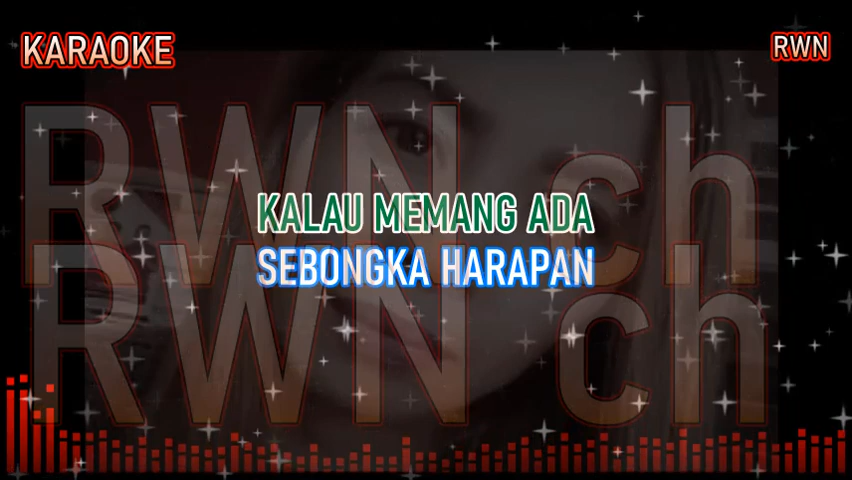 KARAOKE
RWN
RWN ch
KALAU MEMANG ADA
SEBONGKA HARAPAN
RWN ch